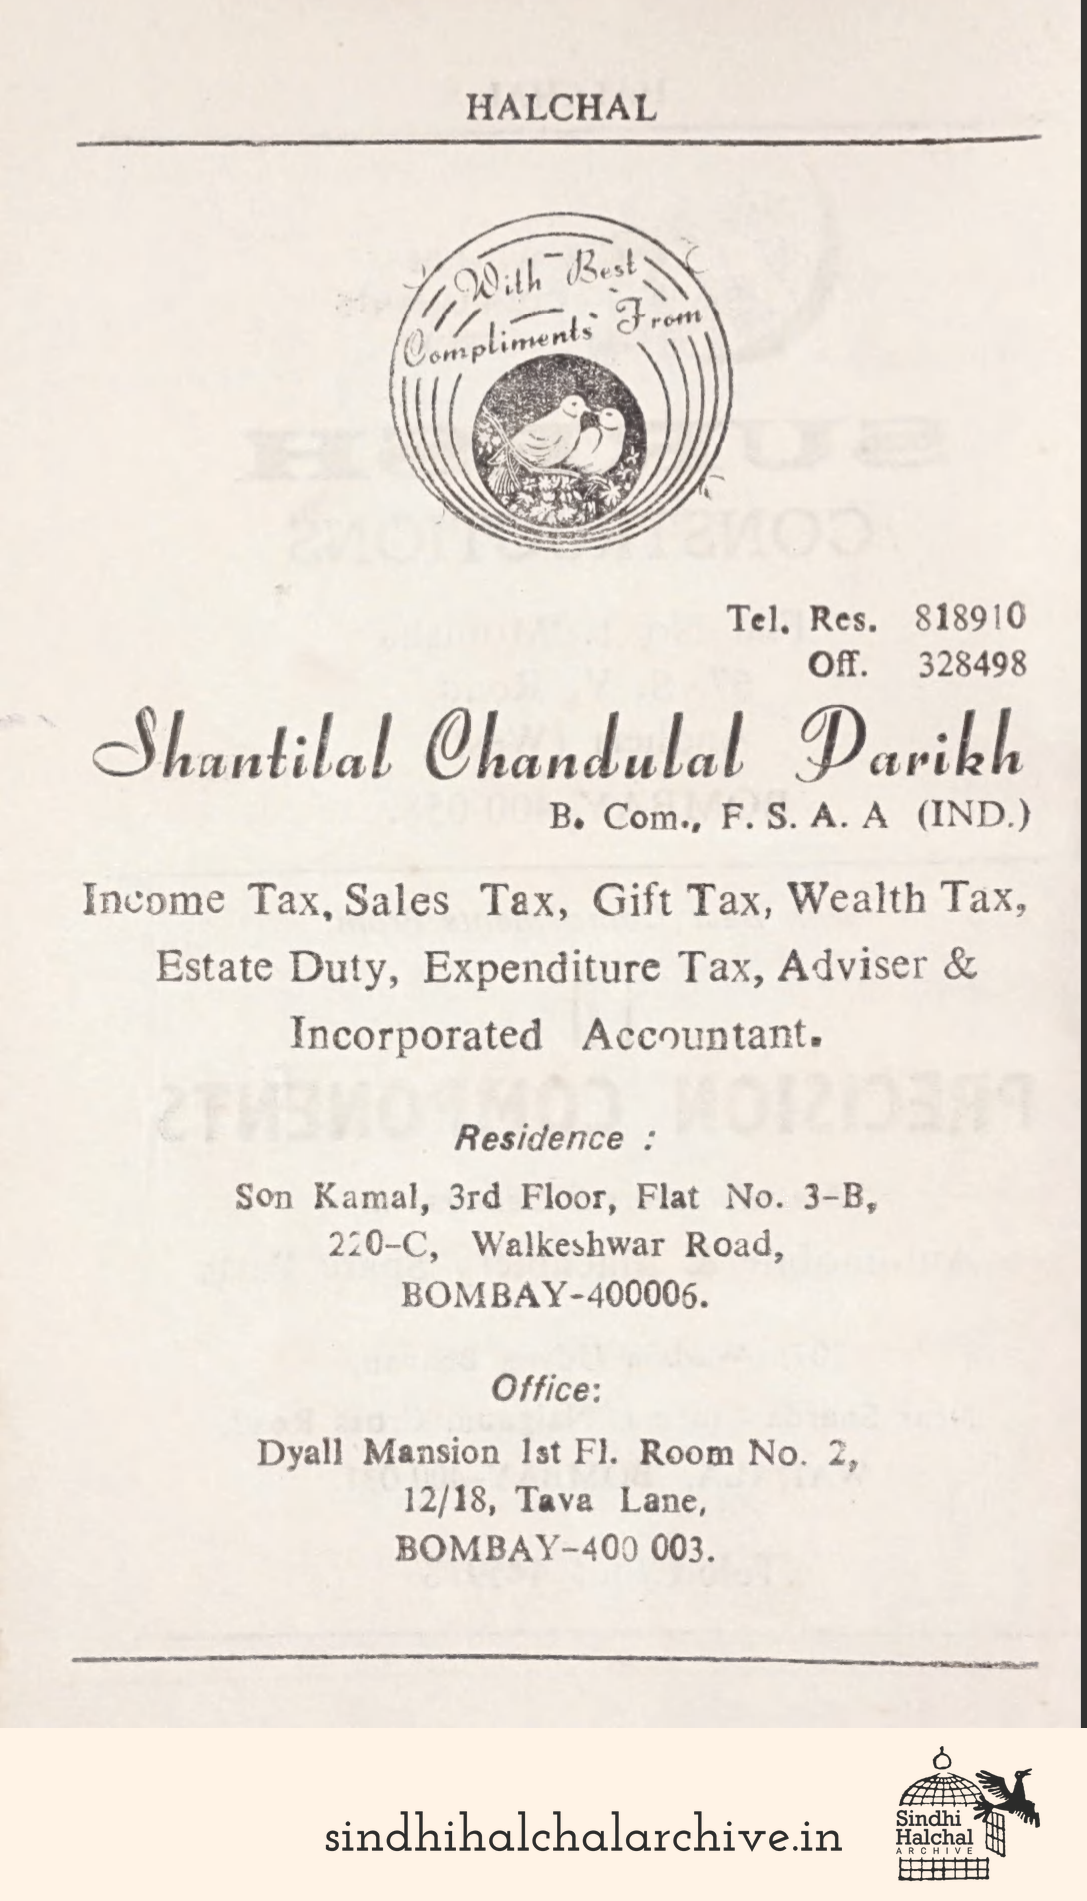 HALCHAL
With Best
Compliments From
Tel. Res. 818910
Off. 328498
Shantilal Chandulal Parikh
B. Com., F. S. A. A (IND.)
Income Tax, Sales Tax, Gift Tax, Wealth Tax,
Estate Duty, Expenditure Tax, Adviser &
Incorporated Accountant.
Residence :
Son Kamal, 3rd Floor, Flat No. 3-B,
220-C, Walkeshwar Road,
BOMBAY-400006.
Office:
Dyall Mansion 1st Fl. Room No. 2,
12/18, Tava Lane,
BOMBAY-400 003.
sindhihalchalarchive.in
Sindhi
Halchal
ARCHIVE